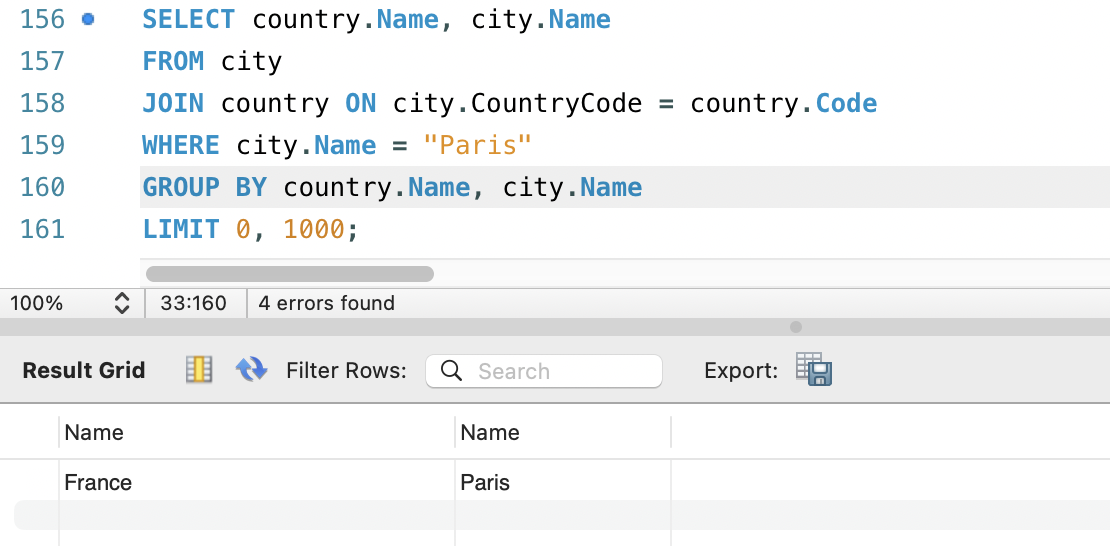 156 SELECT country.Name, city.Name
157 FROM city
158 JOIN country ON city.CountryCode = country.Code
159 WHERE city.Name = "Paris"
160 GROUP BY country.Name, city.Name
161 LIMIT 0, 1000;
100% 33:160 4 errors found
Result Grid Filter Rows: Search Export:
Name Name
France Paris